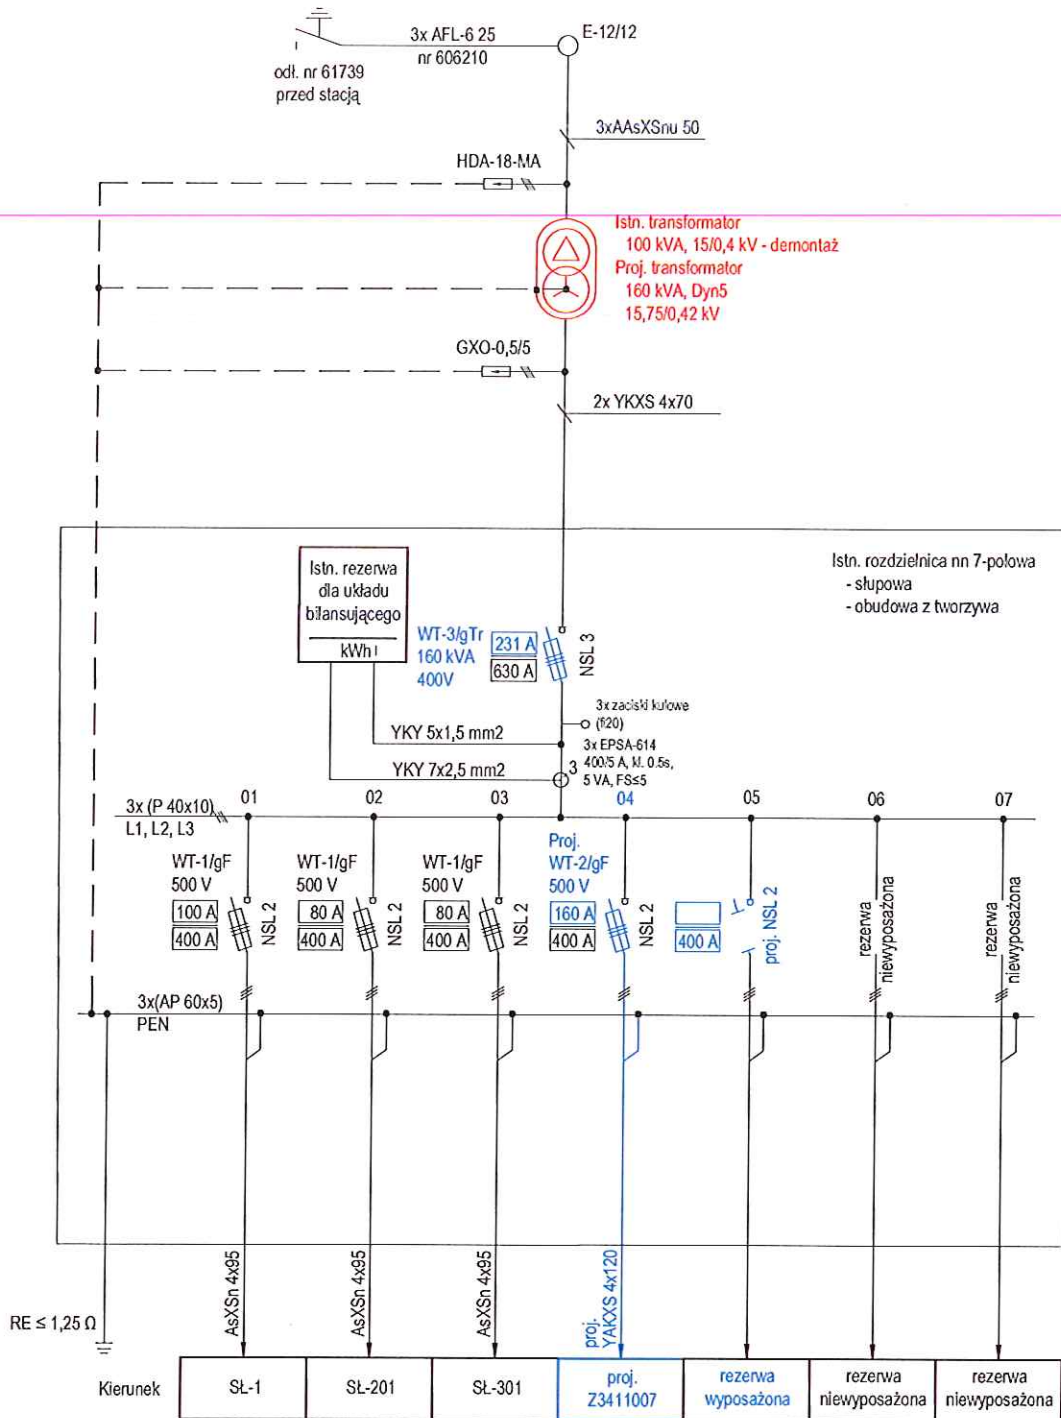 3x AFL-6 25
nr 606210
E-12/12
odł. nr 61739
przed stacją
3xAAsXSnu 50
HDA-18-MA
Istn. transformator
100 kVA, 15/0,4 kV - demontaż
Proj. transformator
160 kVA, Dyn5
15,75/0,42 kV
GXO-0,5/5
2x YKXS 4x70
Istn. rozdzielnica nn 7-polowa
- słupowa
- obudowa z tworzywa
Istn. rezerwa
dla układu
bilansującego
kWh
WT-3/gTr
160 kVA
400V
231 A
630 A
NSL 3
3x zaciski kulowe
(fi20)
YKY 5x1,5 mm2
3x EPSA-614
400/5 A, kl. 0.5s,
5 VA, FS≤5
YKY 7x2,5 mm2
3
3x (P 40x10)
L1, L2, L3
01
02
03
04
05
06
07
WT-1/gF
500 V
100 A
400 A
NSL 2
WT-1/gF
500 V
80 A
400 A
NSL 2
WT-1/gF
500 V
80 A
400 A
NSL 2
Proj.
WT-2/gF
500 V
160 A
400 A
NSL 2
400 A
proj. NSL 2
rezerwa
niewyposażona
rezerwa
niewyposażona
3x(AP 60x5)
PEN
AsXSn 4x95
AsXSn 4x95
AsXSn 4x95
proj.
YAKXS 4x120
RE ≤ 1,25 Ω
Kierunek
SŁ-1
SŁ-201
SŁ-301
proj.
Z3411007
rezerwa
wyposażona
rezerwa
niewyposażona
rezerwa
niewyposażona